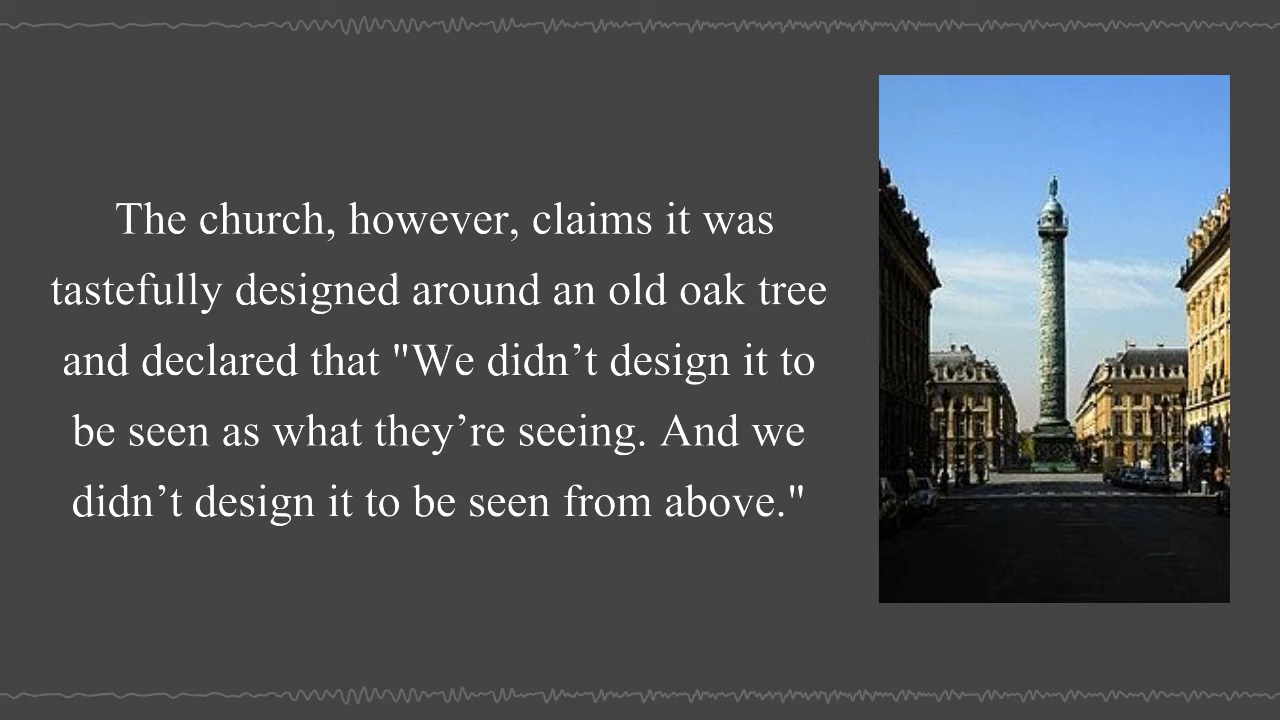 The church, however, claims it was
tastefully designed around an old oak tree
and declared that "We didn’t design it to
be seen as what they’re seeing. And we
didn’t design it to be seen from above."